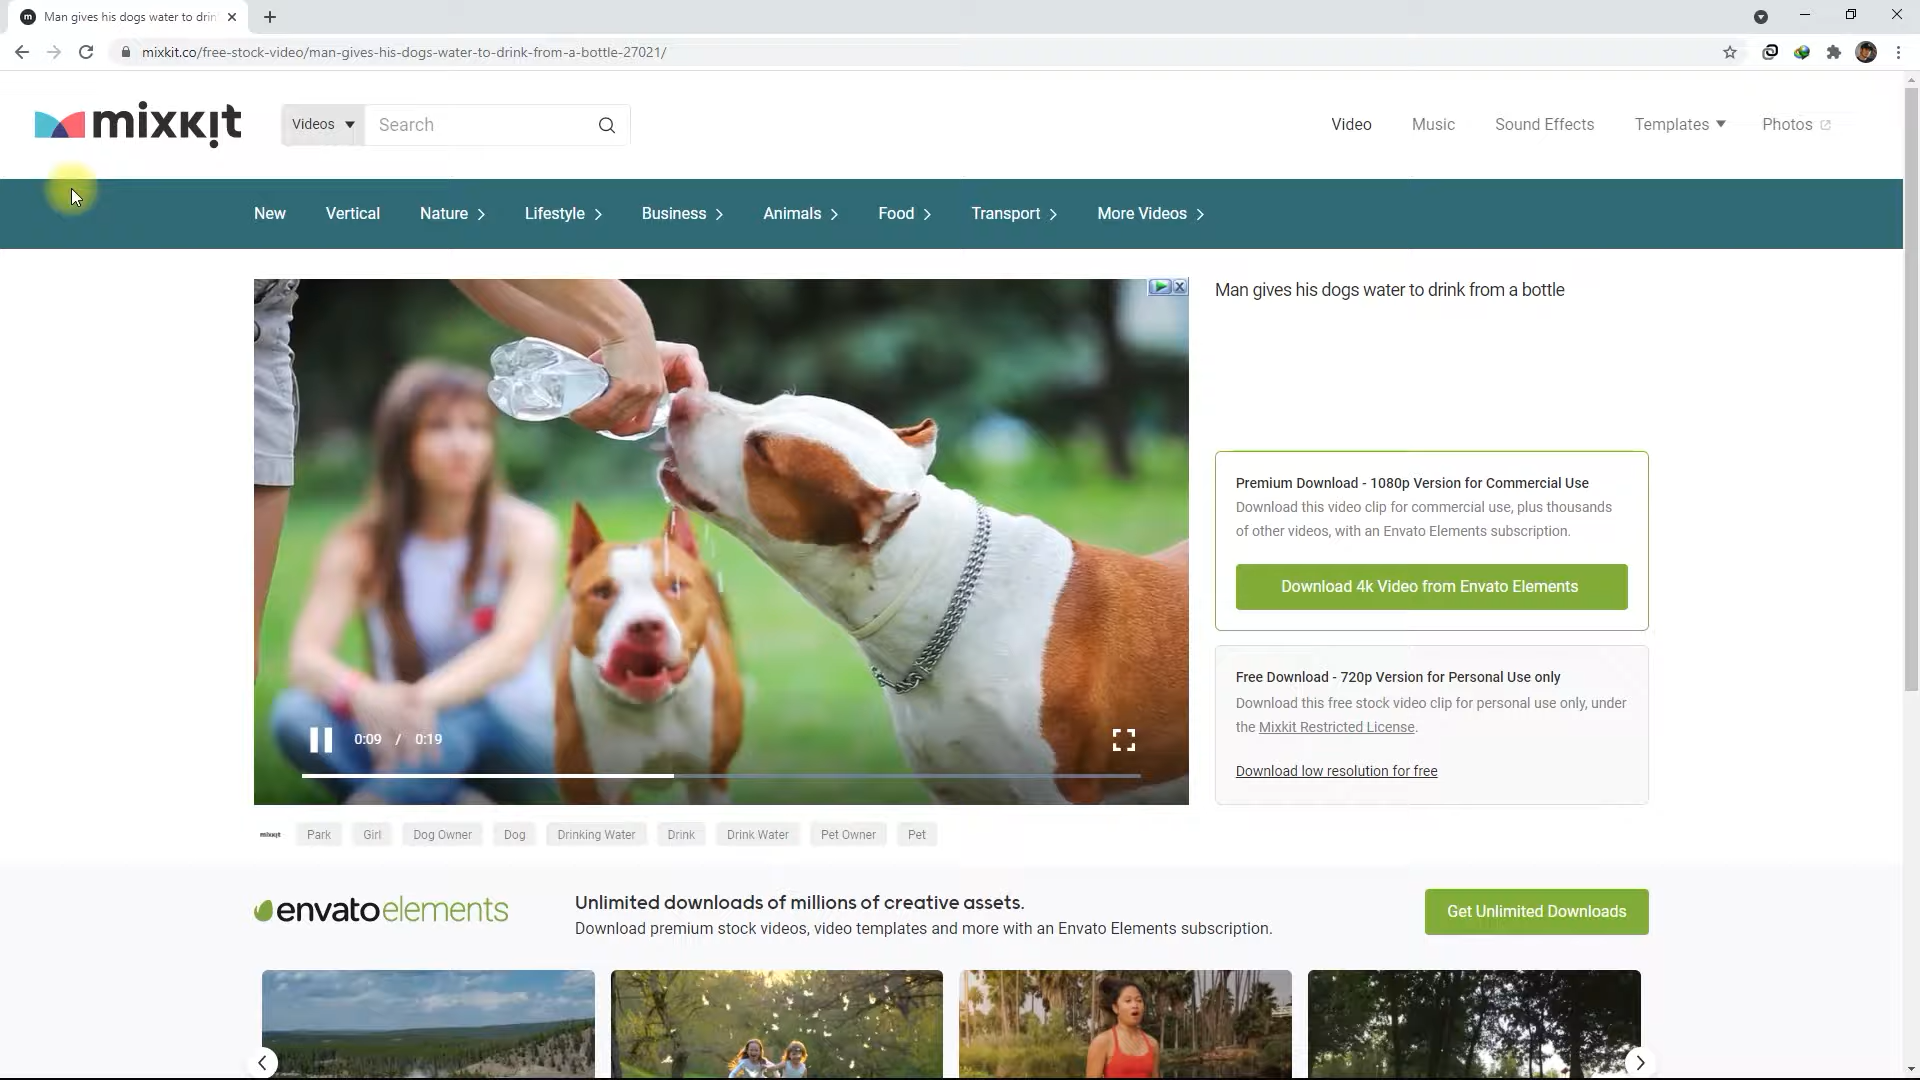 Man gives his dogs water to drin
mixkit.co/free-stock-video/man-gives-his-dogs-water-to-drink-from-a-bottle-27021/
mixkit
Videos
Search
Video
Music
Sound Effects
Templates
Photos
New
Vertical
Nature
Lifestyle
Business
Animals
Food
Transport
More Videos
Man gives his dogs water to drink from a bottle
Premium Download - 1080p Version for Commercial Use
Download this video clip for commercial use, plus thousands
of other videos, with an Envato Elements subscription.
Download 4k Video from Envato Elements
Free Download - 720p Version for Personal Use only
Download this free stock video clip for personal use only, under
the Mixkit Restricted License.
Download low resolution for free
0:09 / 0:19
mixkit
Park
Girl
Dog Owner
Dog
Drinking Water
Drink
Drink Water
Pet Owner
Pet
envato elements
Unlimited downloads of millions of creative assets.
Download premium stock videos, video templates and more with an Envato Elements subscription.
Get Unlimited Downloads